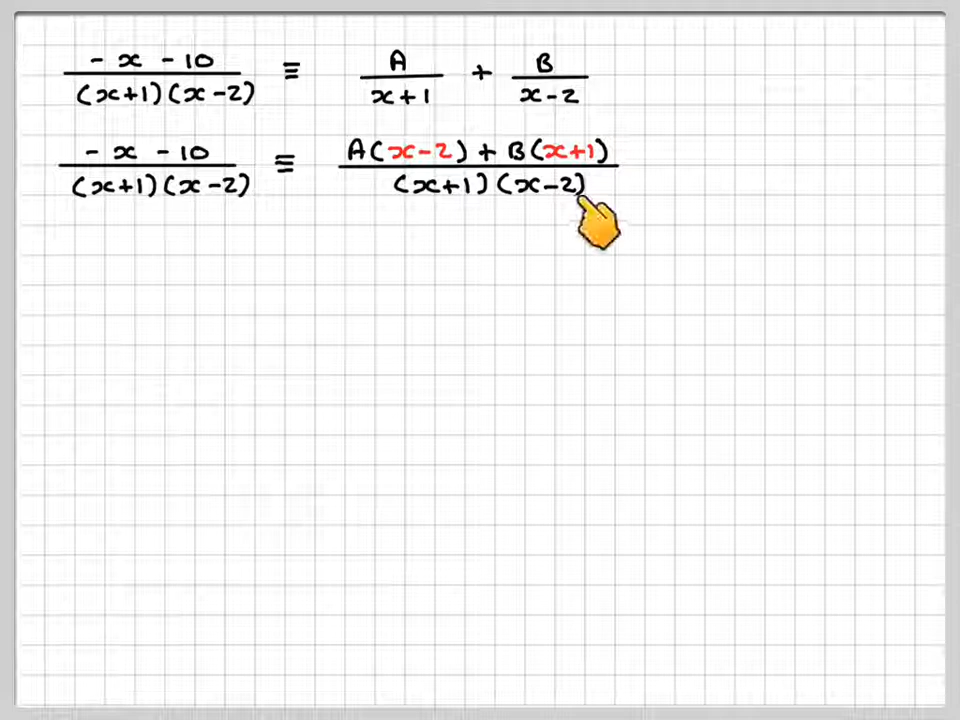 -x - 10 / (x+1)(x-2) ≡ A / x+1 + B / x-2
-x - 10 / (x+1)(x-2) ≡ A(x-2) + B(x+1) / (x+1)(x-2)